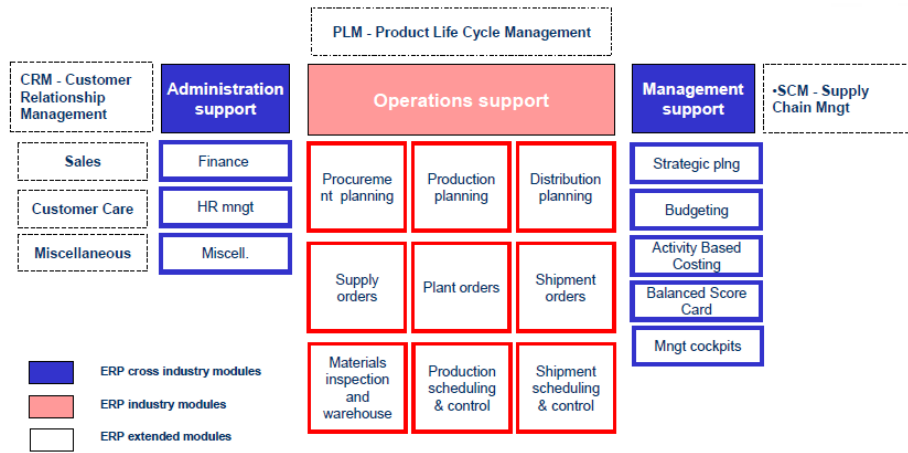 PLM - Product Life Cycle Management
CRM - Customer
Relationship
Management
Administration
support
Operations support
Management
support
•SCM - Supply
Chain Mngt
Sales
Customer Care
Miscellaneous
Finance
HR mngt
Miscell.
Procureme
nt planning
Production
planning
Distribution
planning
Supply
orders
Plant orders
Shipment
orders
Materials
inspection
and
warehouse
Production
scheduling
& control
Shipment
scheduling
& control
Strategic plng
Budgeting
Activity Based
Costing
Balanced Score
Card
Mngt cockpits
ERP cross industry modules
ERP industry modules
ERP extended modules